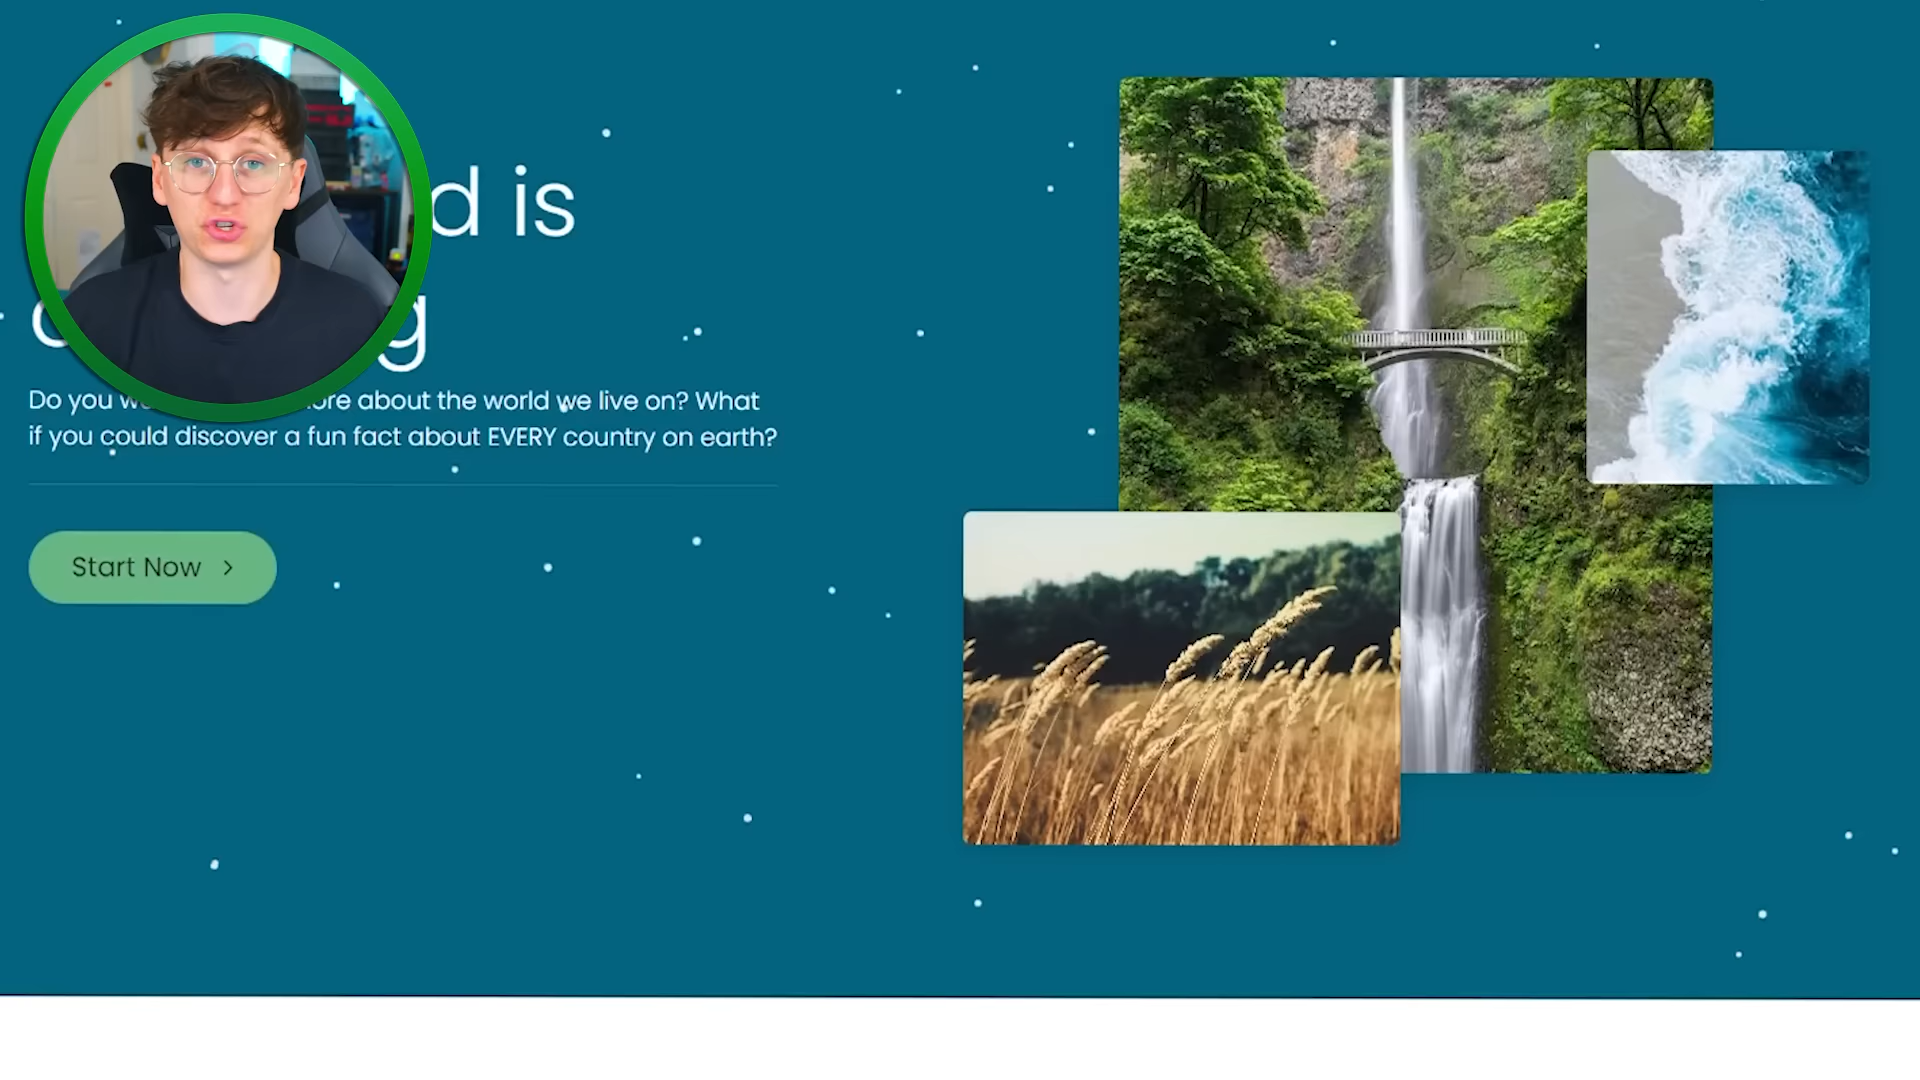 is
Do you more about the world we live on? What
if you could discover a fun fact about EVERY country on earth?
Start Now